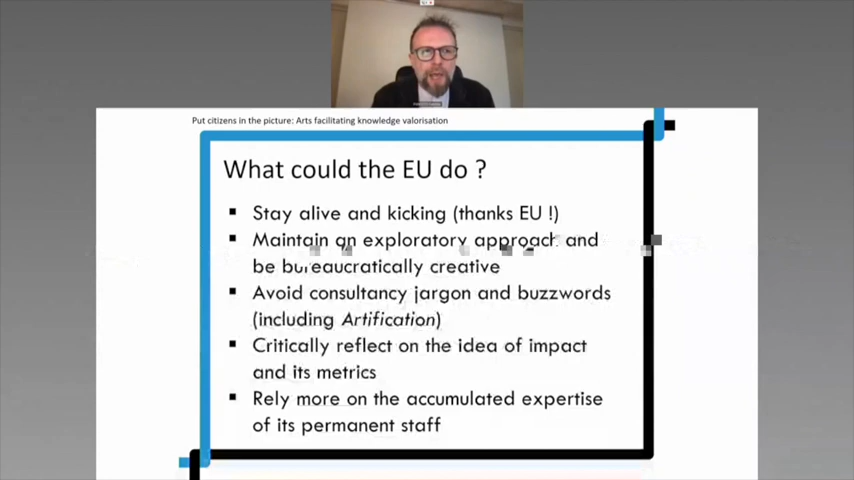 Put citizens in the picture: Arts facilitating knowledge valorisation
What could the EU do ?
▪ Stay alive and kicking (thanks EU !)
▪ Maintain an exploratory approach and
be bureaucratically creative
▪ Avoid consultancy jargon and buzzwords
(including Artification)
▪ Critically reflect on the idea of impact
and its metrics
▪ Rely more on the accumulated expertise
of its permanent staff